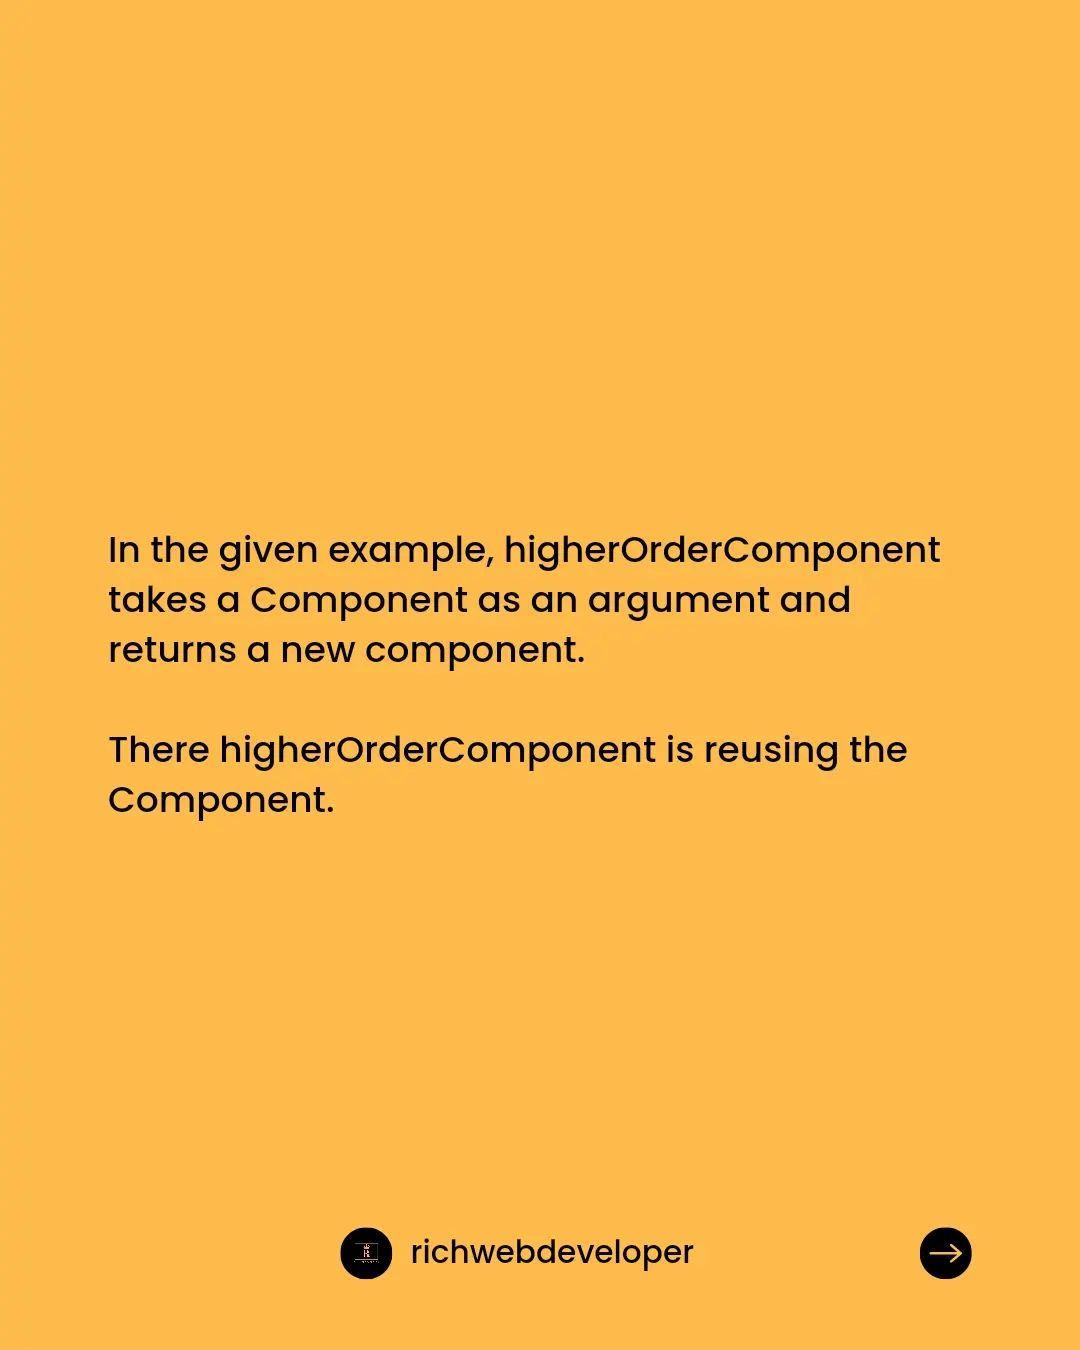 In the given example, higherOrderComponent
takes a Component as an argument and
returns a new component.
There higherOrderComponent is reusing the
Component.
richwebdeveloper